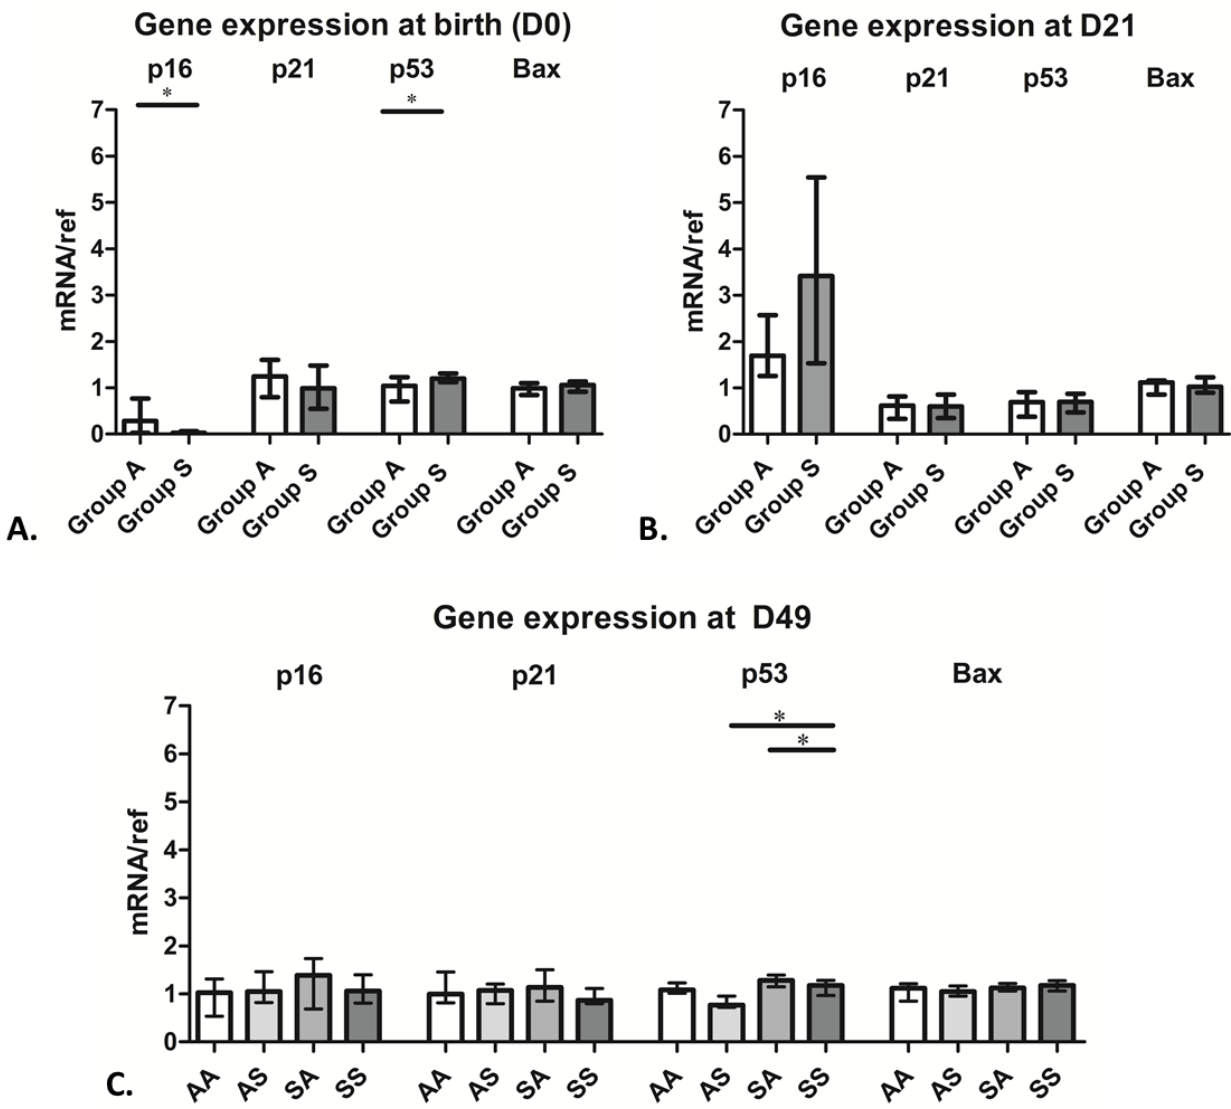 Gene expression at birth (D0)
p16 p21 p53 Bax
* *
7
6
5
4
3
2
1
0
mRNA/ref
Group A Group S Group A Group S Group A Group S Group A Group S
A.
Gene expression at D21
p16 p21 p53 Bax
7
6
5
4
3
2
1
0
mRNA/ref
Group A Group S Group A Group S Group A Group S Group A Group S
B.
Gene expression at D49
p16 p21 p53 Bax
*
*
7
6
5
4
3
2
1
0
mRNA/ref
AA AS SA SS AA AS SA SS AA AS SA SS AA AS SA SS
C.